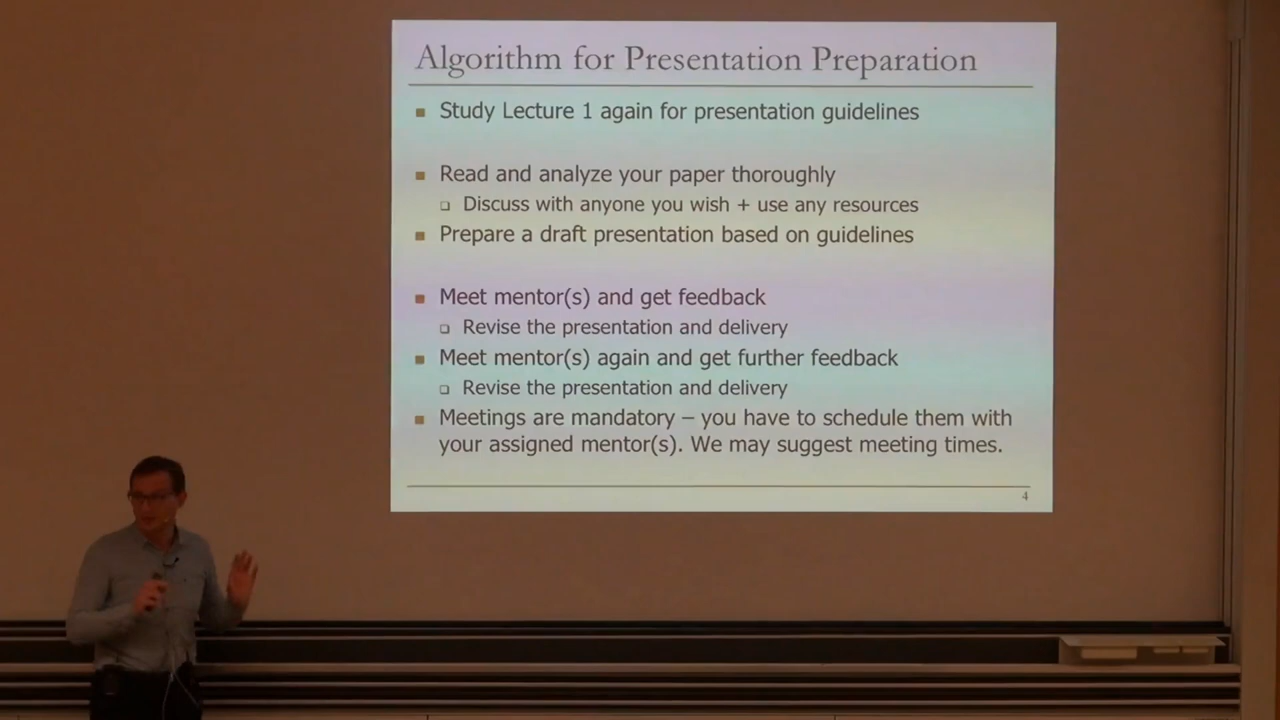 Algorithm for Presentation Preparation
Study Lecture 1 again for presentation guidelines
Read and analyze your paper thoroughly
Discuss with anyone you wish + use any resources
Prepare a draft presentation based on guidelines
Meet mentor(s) and get feedback
Revise the presentation and delivery
Meet mentor(s) again and get further feedback
Revise the presentation and delivery
Meetings are mandatory – you have to schedule them with
your assigned mentor(s). We may suggest meeting times.
4